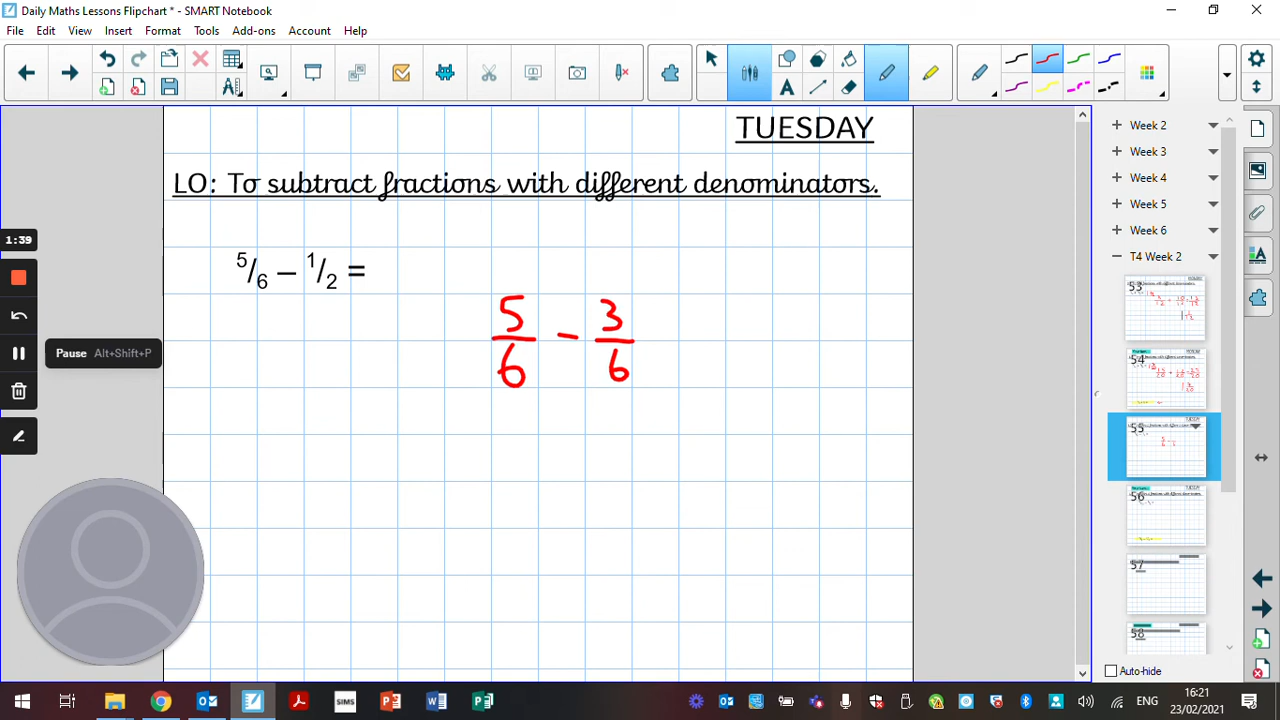 Daily Maths Lessons Flipchart * - SMART Notebook
File Edit View Insert Format Tools Add-ons Account Help
TUESDAY
LO: To subtract fractions with different denominators.
5/6 – 1/2 =
5/6 - 3/6
1:39
Pause Alt+Shift+P
Week 2
Week 3
Week 4
Week 5
Week 6
T4 Week 2
53
54
55
56
57
58
Auto-hide
SIMS
ENG
16:21
23/02/2021